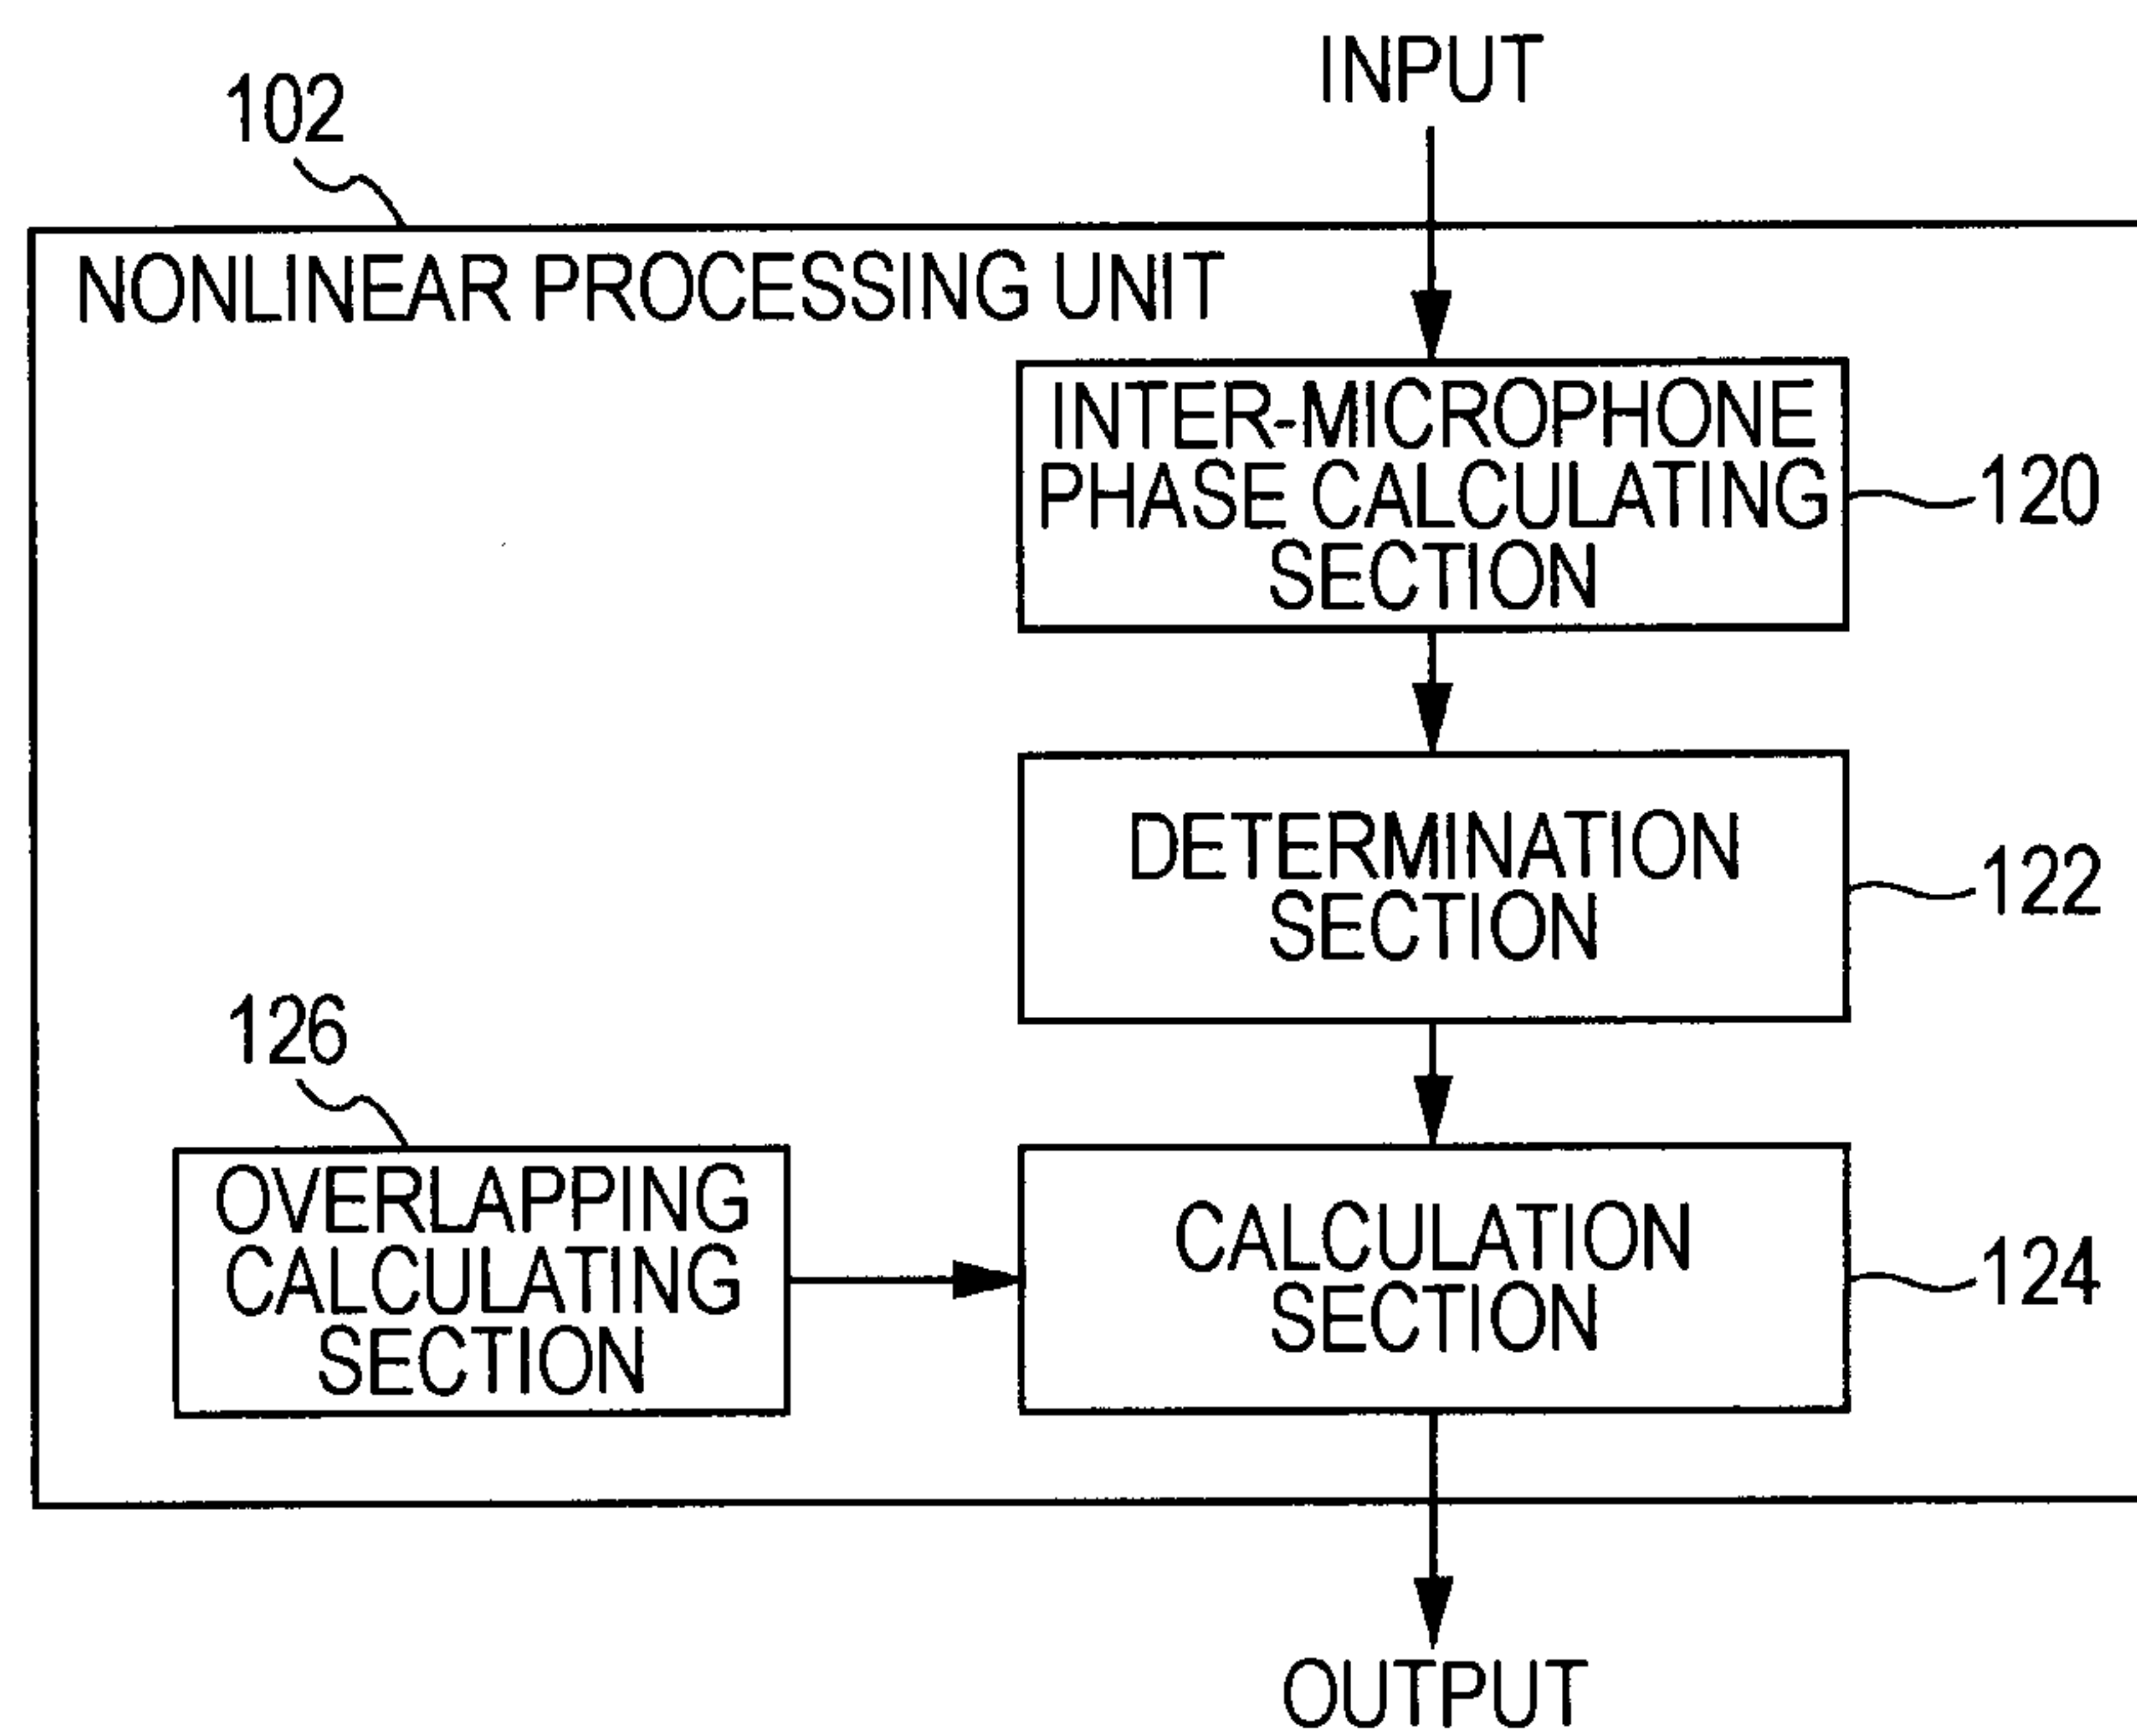 INPUT
102
NONLINEAR PROCESSING UNIT
INTER-MICROPHONE
PHASE CALCULATING
SECTION
120
DETERMINATION
SECTION
122
126
OVERLAPPING
CALCULATING
SECTION
CALCULATION
SECTION
124
OUTPUT